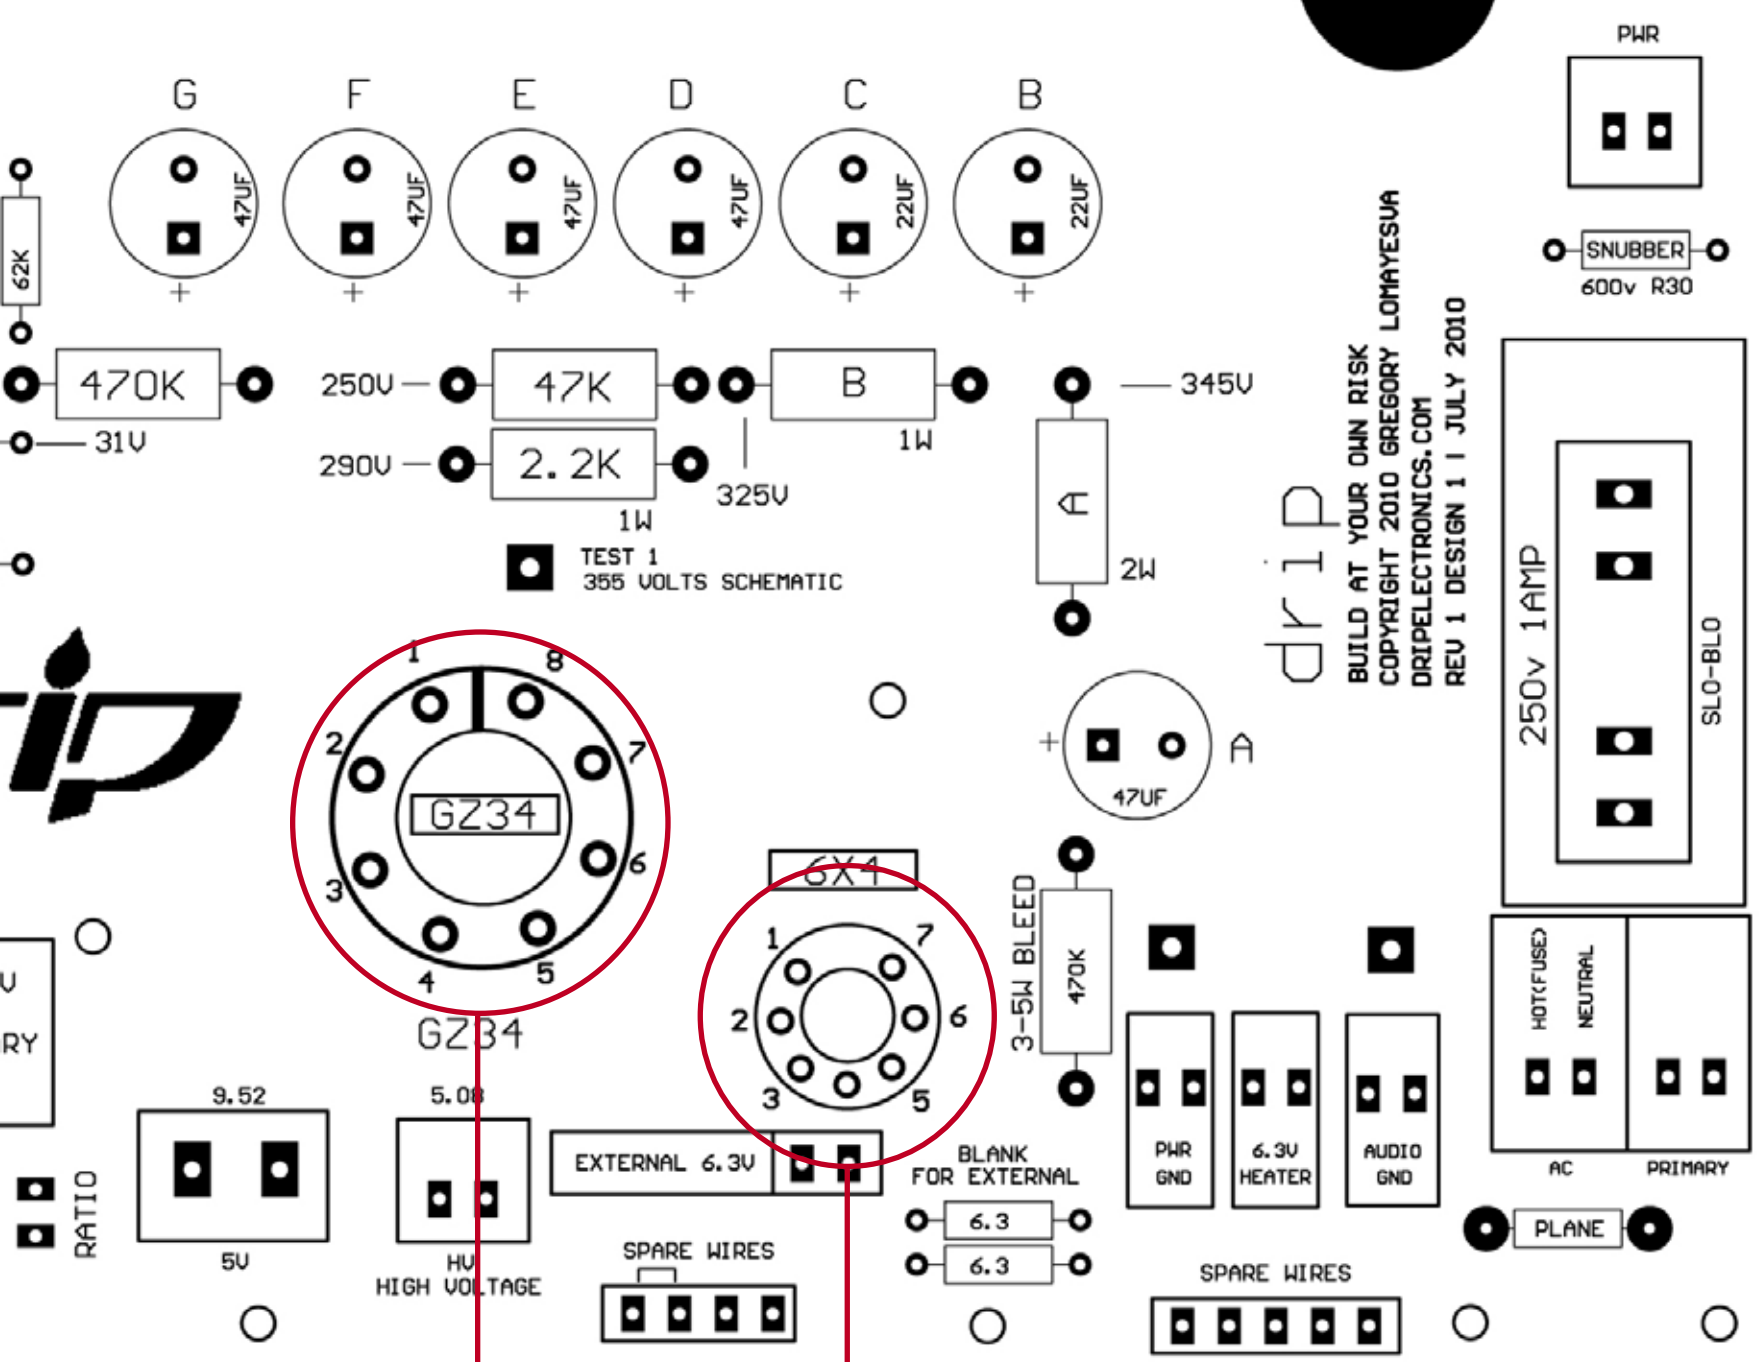 PWR
G F E D C B
47UF 47UF 47UF 47UF 22UF 22UF
+ + + + + +
62K
SNUBBER
600v R30
470K
250V
47K
B
345V
31V
1W
290V
2.2K
325V
1W
A
2W
TEST 1
355 VOLTS SCHEMATIC
drip
BUILD AT YOUR OWN RISK
COPYRIGHT 2010 GREGORY LOMAYESVA
DRIPELECTRONICS.COM
REV 1 DESIGN 1 | JULY 2010
250v 1AMP
SLO-BLO
1 8
2 7
GZ34
3 6
4 5
GZ34
+
47UF
A
6X4
1 7
2 6
3 5
3-5W BLEED
470K
HOT(FUSE)
NEUTRAL
V
RY
9.52
5.08
5V
HV
HIGH VOLTAGE
RATIO
EXTERNAL 6.3V
BLANK
FOR EXTERNAL
6.3
6.3
PWR
GND
6.3V
HEATER
AUDIO
GND
AC
PRIMARY
PLANE
SPARE WIRES
SPARE WIRES